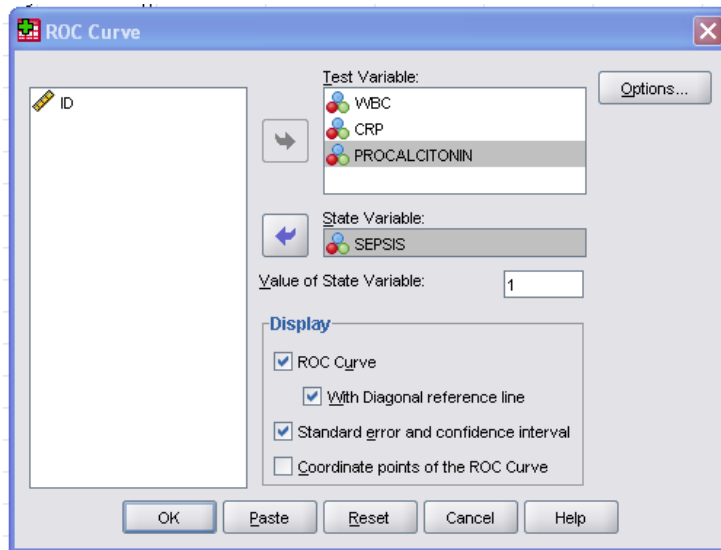 ROC Curve
ID
Test Variable:
WBC
CRP
PROCALCITONIN
Options...
State Variable:
SEPSIS
Value of State Variable:
1
Display
ROC Curve
With Diagonal reference line
Standard error and confidence interval
Coordinate points of the ROC Curve
OK
Paste
Reset
Cancel
Help